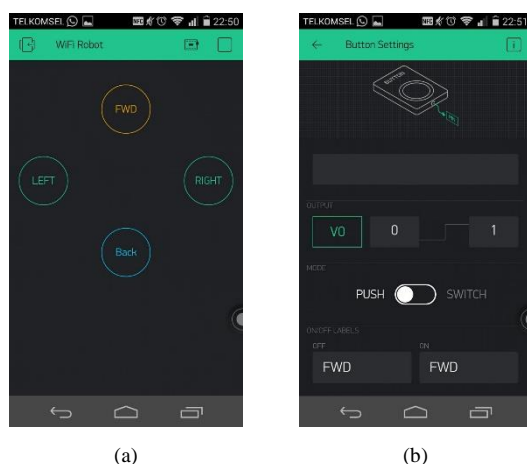 TELKOMSEL 22:50
WiFi Robot
FWD
LEFT
RIGHT
Back
(a)
TELKOMSEL 22:51
Button Settings
BUTTON
OUTPUT
V0 0 1
MODE
PUSH SWITCH
ON/OFF LABELS
OFF ON
FWD FWD
(b)